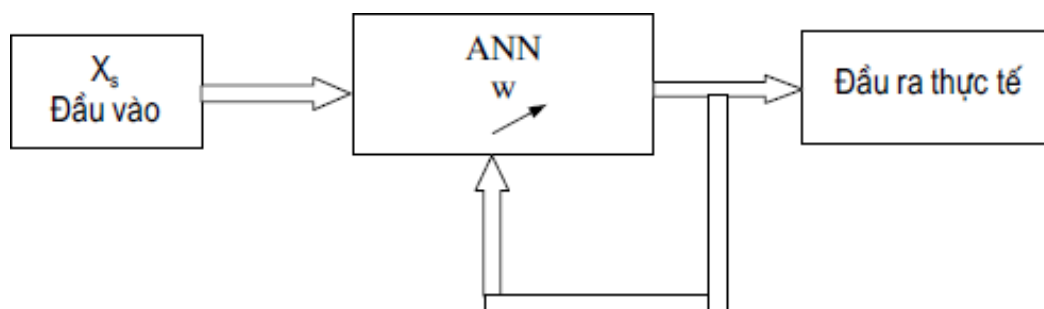 Xs
Đầu vào
ANN
w
Đầu ra thực tế